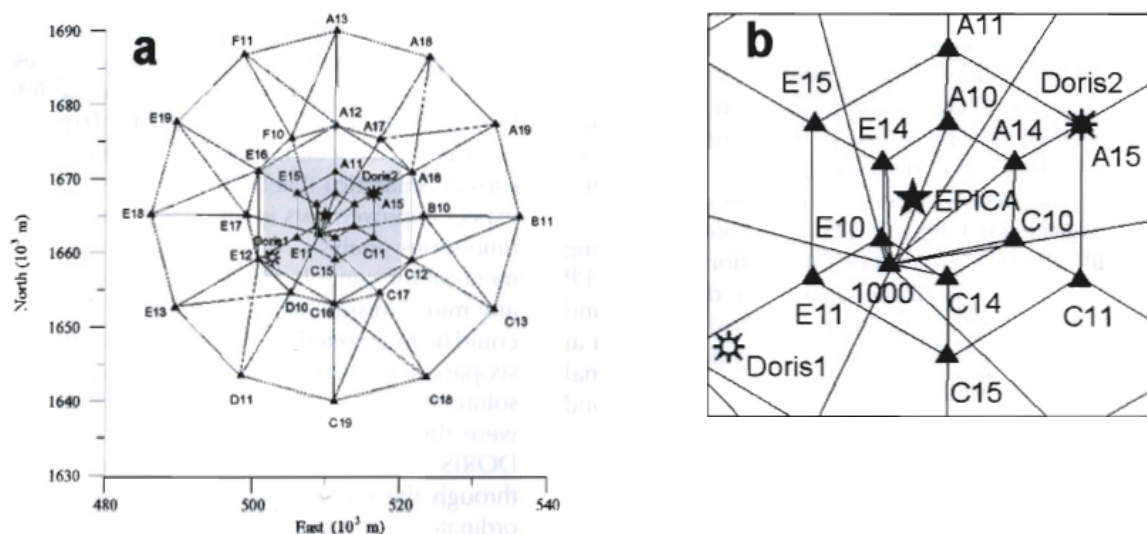 a
1690
1680
1670
1660
1650
1640
1630
North (10³ m)
480
500
520
540
East (10³ m)
A13
F11
A18
E19
A12
F10
A17
A19
E16
A11
A16
E15
Doris2
A15
E18
E17
B10
B11
Doris1
E12
E11
C11
C15
C12
E13
D10
C16
C17
C13
D11
C18
C19
b
A11
E15
Doris2
A10
E14
A14
A15
EPICA
E10
C10
1000
C14
E11
C11
Doris1
C15